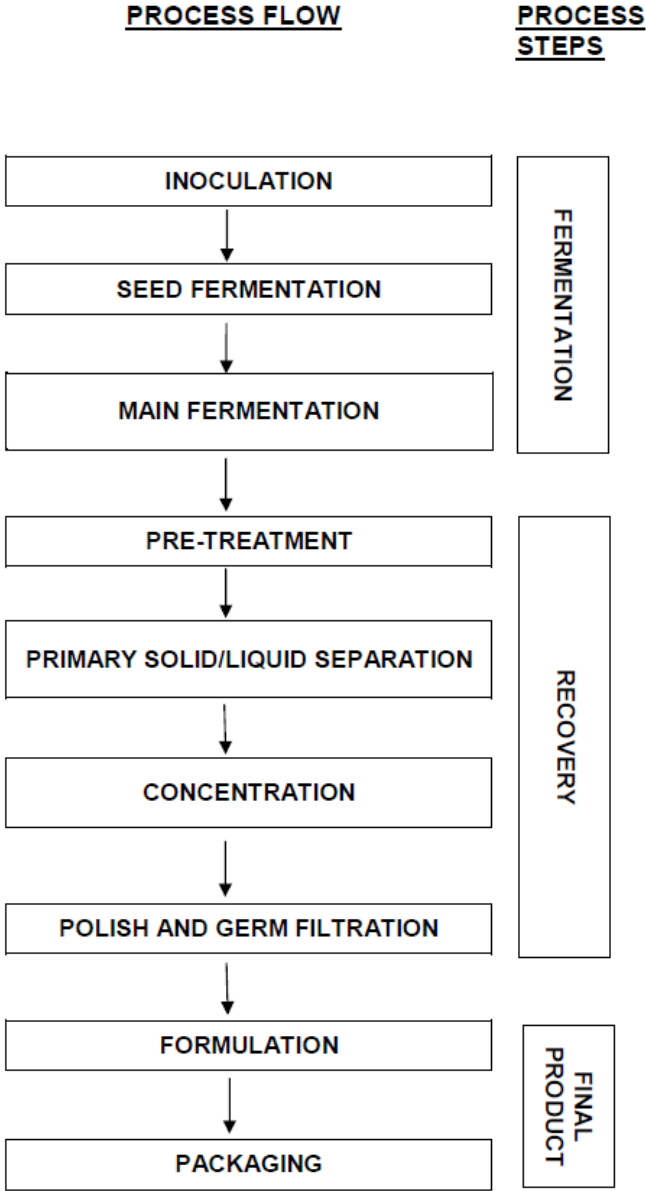 PROCESS FLOW
PROCESS
STEPS
INOCULATION
SEED FERMENTATION
MAIN FERMENTATION
FERMENTATION
PRE-TREATMENT
PRIMARY SOLID/LIQUID SEPARATION
CONCENTRATION
POLISH AND GERM FILTRATION
RECOVERY
FORMULATION
PACKAGING
FINAL
PRODUCT